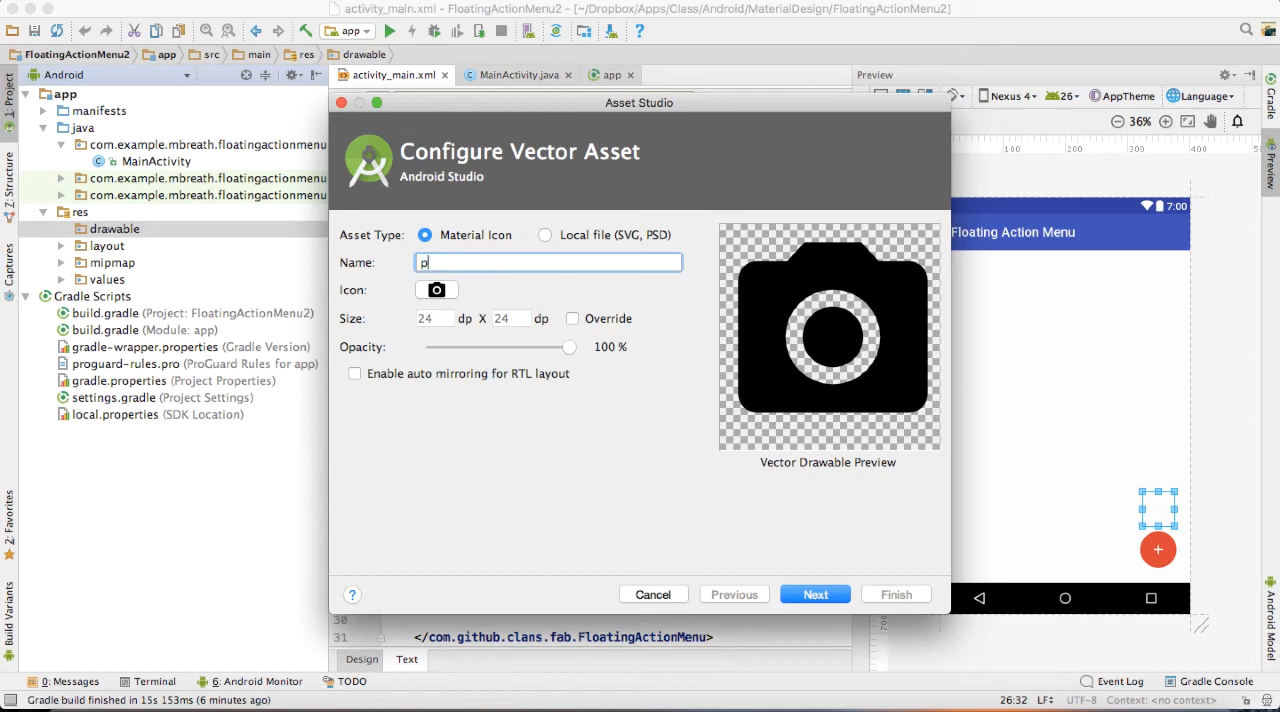 activity_main.xml - FloatingActionMenu2 - [~/Dropbox/Apps/Class/Android/MaterialDesign/FloatingActionMenu2]
app
FloatingActionMenu2 app src main res drawable
Android
activity_main.xml MainActivity.java app
Preview
Nexus 4 26 AppTheme Language
36%
100 300 400
1: Project
Z: Structure
Captures
2: Favorites
Build Variants
Gradle
Preview
Android Model
app
manifests
java
com.example.mbreath.floatingactionmenu
MainActivity
com.example.mbreath.floatingactionmenu
com.example.mbreath.floatingactionmenu
res
drawable
layout
mipmap
values
Gradle Scripts
build.gradle (Project: FloatingActionMenu2)
build.gradle (Module: app)
gradle-wrapper.properties (Gradle Version)
proguard-rules.pro (ProGuard Rules for app)
gradle.properties (Project Properties)
settings.gradle (Project Settings)
local.properties (SDK Location)
Asset Studio
Configure Vector Asset
Android Studio
Asset Type: Material Icon Local file (SVG, PSD)
Name: p
Icon:
Size: 24 dp X 24 dp Override
Opacity: 100 %
Enable auto mirroring for RTL layout
Vector Drawable Preview
? Cancel Previous Next Finish
7:00
Floating Action Menu
700
30
31 </com.github.clans.fab.FloatingActionMenu>
Design Text
0: Messages Terminal 6: Android Monitor TODO Event Log Gradle Console
Gradle build finished in 15s 153ms (6 minutes ago) 26:32 LF UTF-8 Context: <no context>